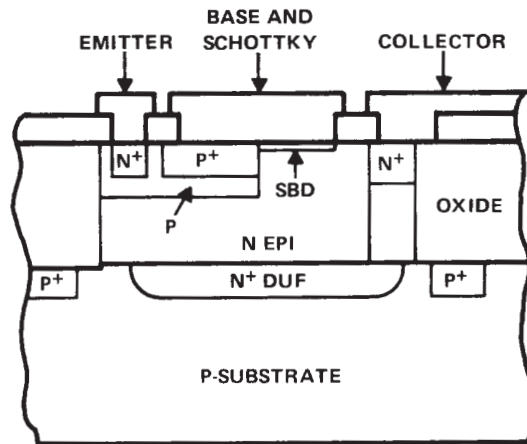 BASE AND
EMITTER SCHOTTKY COLLECTOR
N+ P+ N+
SBD
P
OXIDE
N EPI
P+ N+ DUF P+
P-SUBSTRATE